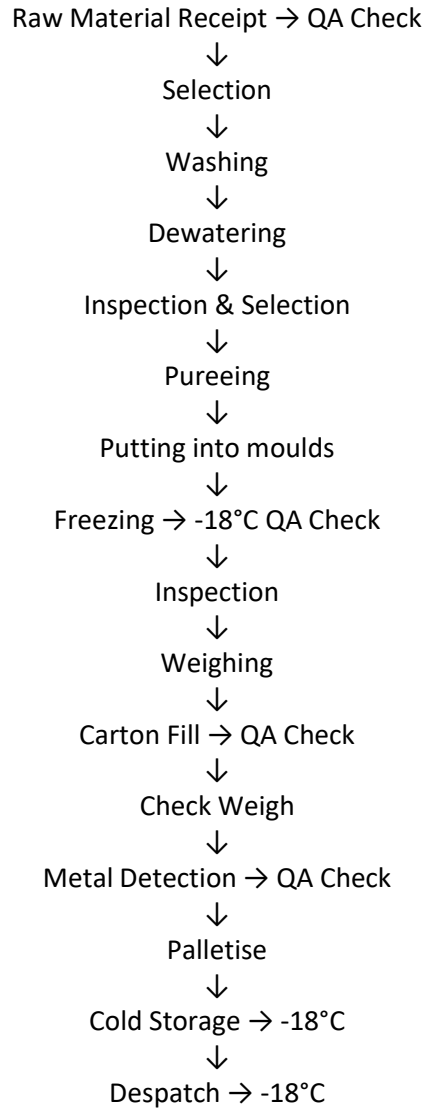 Raw Material Receipt → QA Check
↓
Selection
↓
Washing
↓
Dewatering
↓
Inspection & Selection
↓
Pureeing
↓
Putting into moulds
↓
Freezing → -18°C QA Check
↓
Inspection
↓
Weighing
↓
Carton Fill → QA Check
↓
Check Weigh
↓
Metal Detection → QA Check
↓
Palletise
↓
Cold Storage → -18°C
↓
Despatch → -18°C